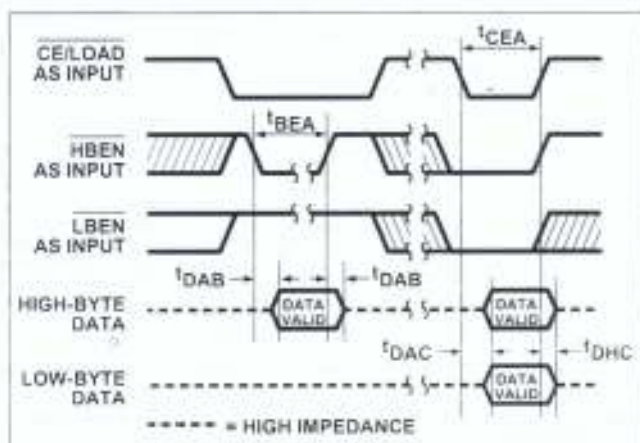 CE/LOAD
AS INPUT
tCEA
tBEA
HBEN
AS INPUT
LBEN
AS INPUT
tDAB
tDAB
HIGH-BYTE
DATA
DATA
VALID
DATA
VALID
tDAC
tDHC
LOW-BYTE
DATA
DATA
VALID
= HIGH IMPEDANCE